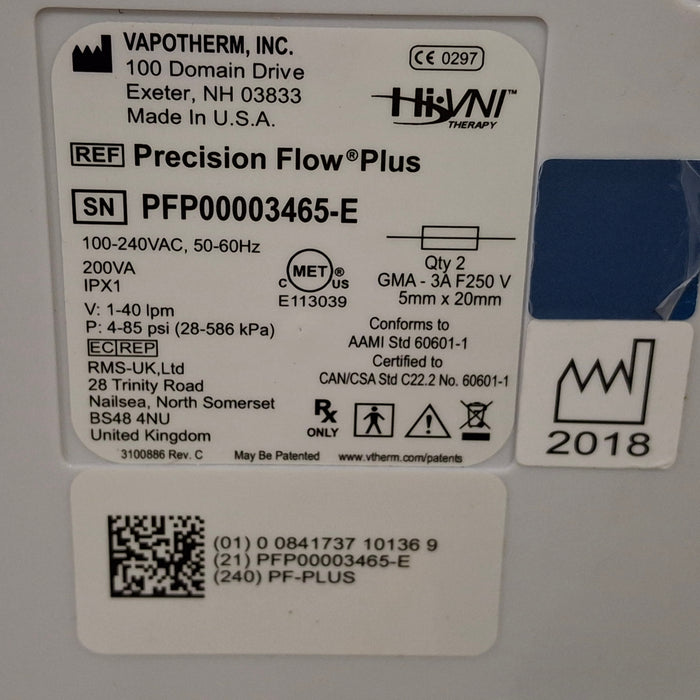 VAPOTHERM, INC.
100 Domain Drive
Exeter, NH 03833
Made In U.S.A.
CE 0297
Hi-VNI™
THERAPY
REF Precision Flow®Plus
SN PFP00003465-E
100-240VAC, 50-60Hz
200VA
IPX1
V: 1-40 lpm
P: 4-85 psi (28-586 kPa)
C MET® US
E113039
Qty 2
GMA - 3A F250 V
5mm x 20mm
Conforms to
AAMI Std 60601-1
Certified to
CAN/CSA Std C22.2 No. 60601-1
EC REP
RMS-UK,Ltd
28 Trinity Road
Nailsea, North Somerset
BS48 4NU
United Kingdom
Rx
ONLY
3100886 Rev. C May Be Patented www.vtherm.com/patents
2018
(01) 0 0841737 10136 9
(21) PFP00003465-E
(240) PF-PLUS